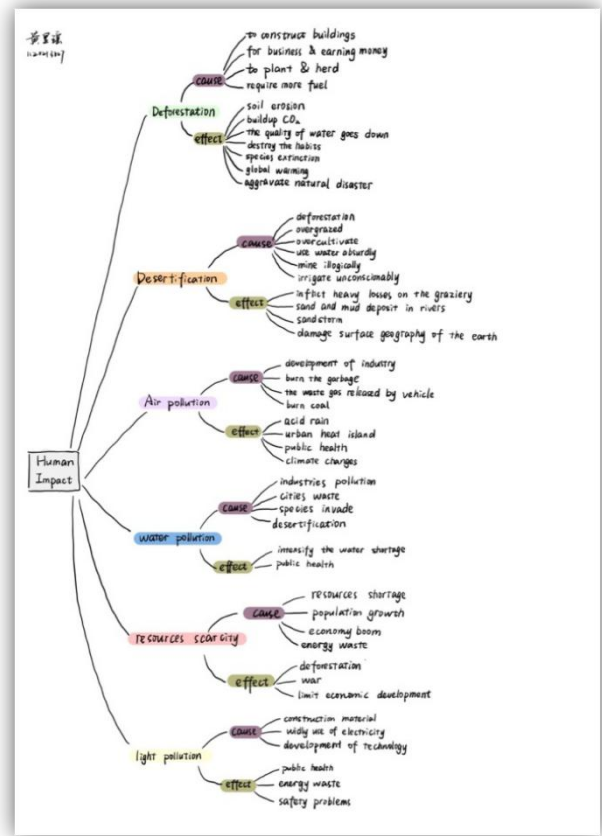 黄星瑶
Deforestation
cause
to construct buildings
for business & earning money
to plant & herd
require more fuel
effect
soil erosion
buildup CO₂
the quality of water goes down
destroy the habits
species extinction
global warming
aggravate natural disaster
Desertification
cause
deforestation
overgrazed
overcultivate
use water absurdly
mine illogically
irrigate unconscionably
effect
inflict heavy losses on the graziery
sand and mud deposit in rivers
sandstorm
damage surface geography of the earth
Air pollution
cause
development of industry
burn the garbage
the waste gas released by vehicle
burn coal
effect
acid rain
urban heat island
public health
climate changes
Human
Impact
water pollution
cause
industries pollution
cities waste
species invade
desertification
effect
intensify the water shortage
public health
resources scarcity
cause
resources shortage
population growth
economy boom
energy waste
effect
deforestation
war
limit economic development
light pollution
cause
construction material
widly use of electricity
development of technology
effect
public health
energy waste
safety problems